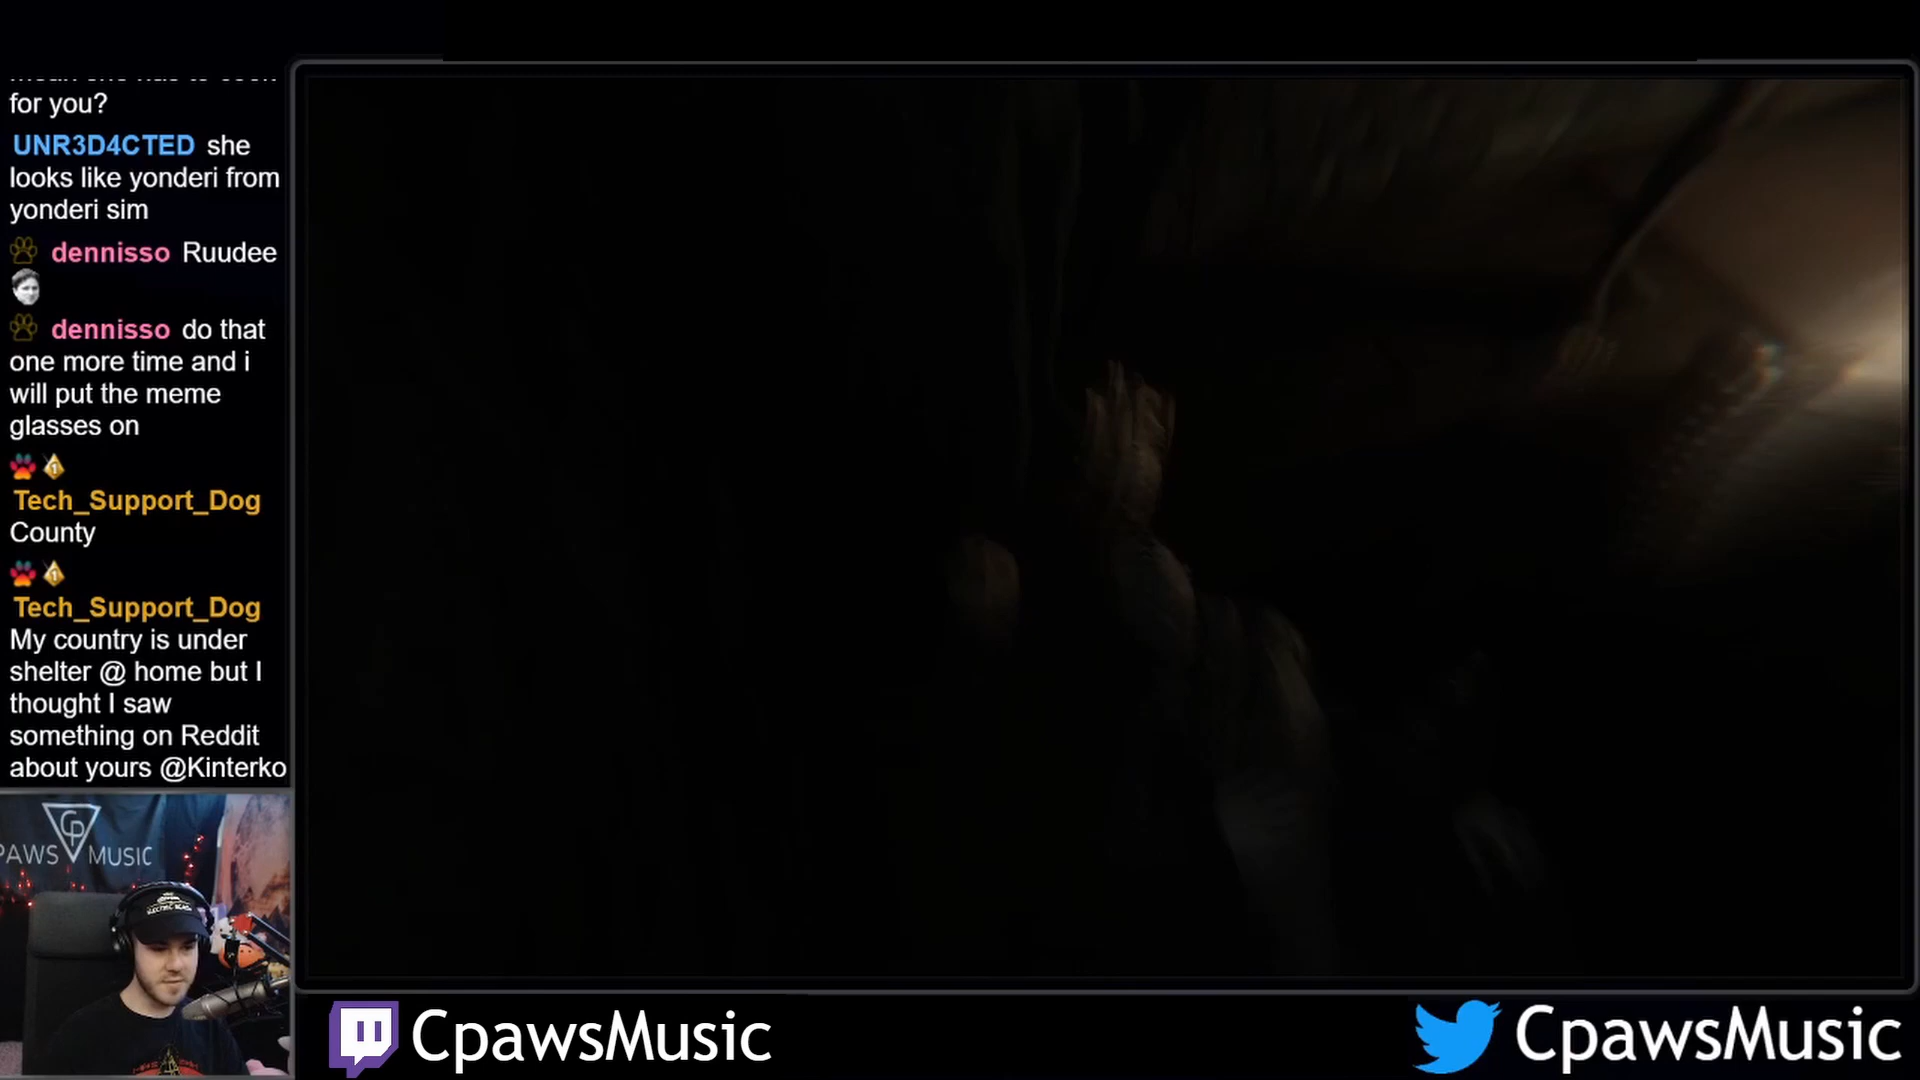 for you?
UNR3D4CTED she
looks like yonderi from
yonderi sim
dennisso Ruudee
dennisso do that
one more time and i
will put the meme
glasses on
Tech_Support_Dog
County
Tech_Support_Dog
My country is under
shelter @ home but I
thought I saw
something on Reddit
about yours @Kinterko
CP
PAWS MUSIC
CpawsMusic
CpawsMusic